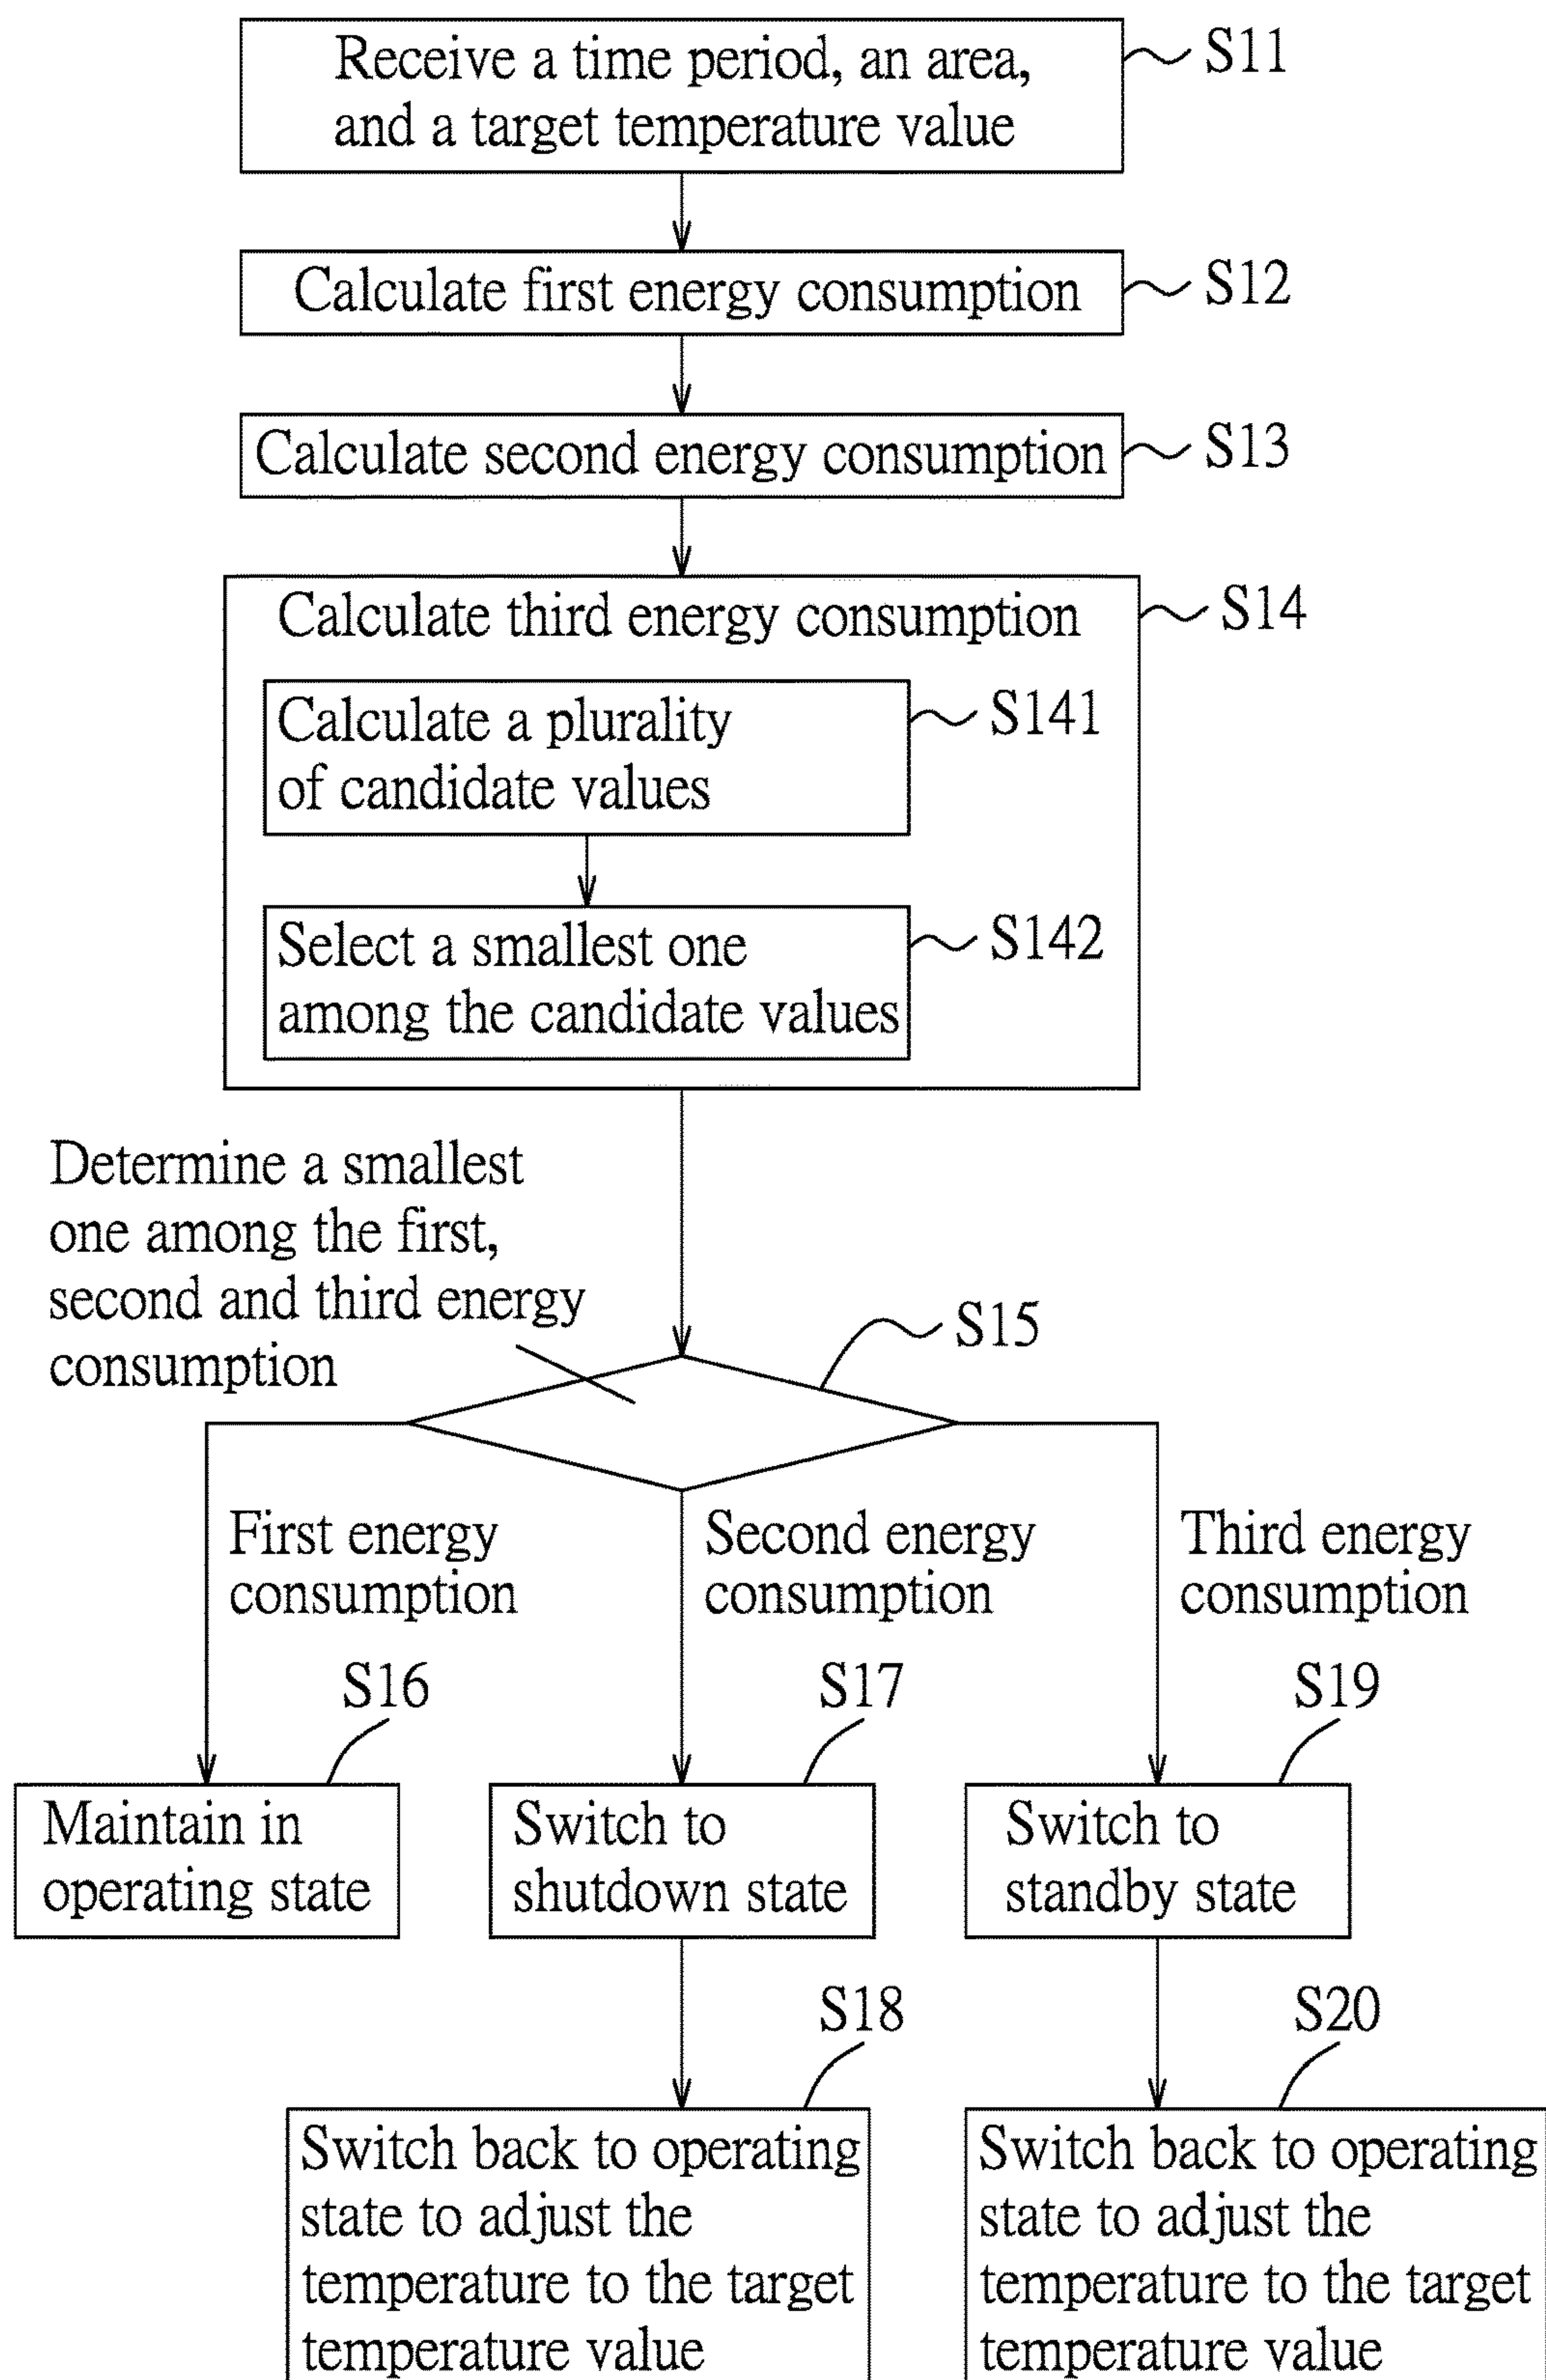 Receive a time period, an area,
and a target temperature value
S11
Calculate first energy consumption
S12
Calculate second energy consumption
S13
Calculate third energy consumption
S14
Calculate a plurality
of candidate values
S141
Select a smallest one
among the candidate values
S142
Determine a smallest
one among the first,
second and third energy
consumption
S15
First energy
consumption
Second energy
consumption
Third energy
consumption
S16
Maintain in
operating state
S17
Switch to
shutdown state
S19
Switch to
standby state
S18
Switch back to operating
state to adjust the
temperature to the target
temperature value
S20
Switch back to operating
state to adjust the
temperature to the target
temperature value